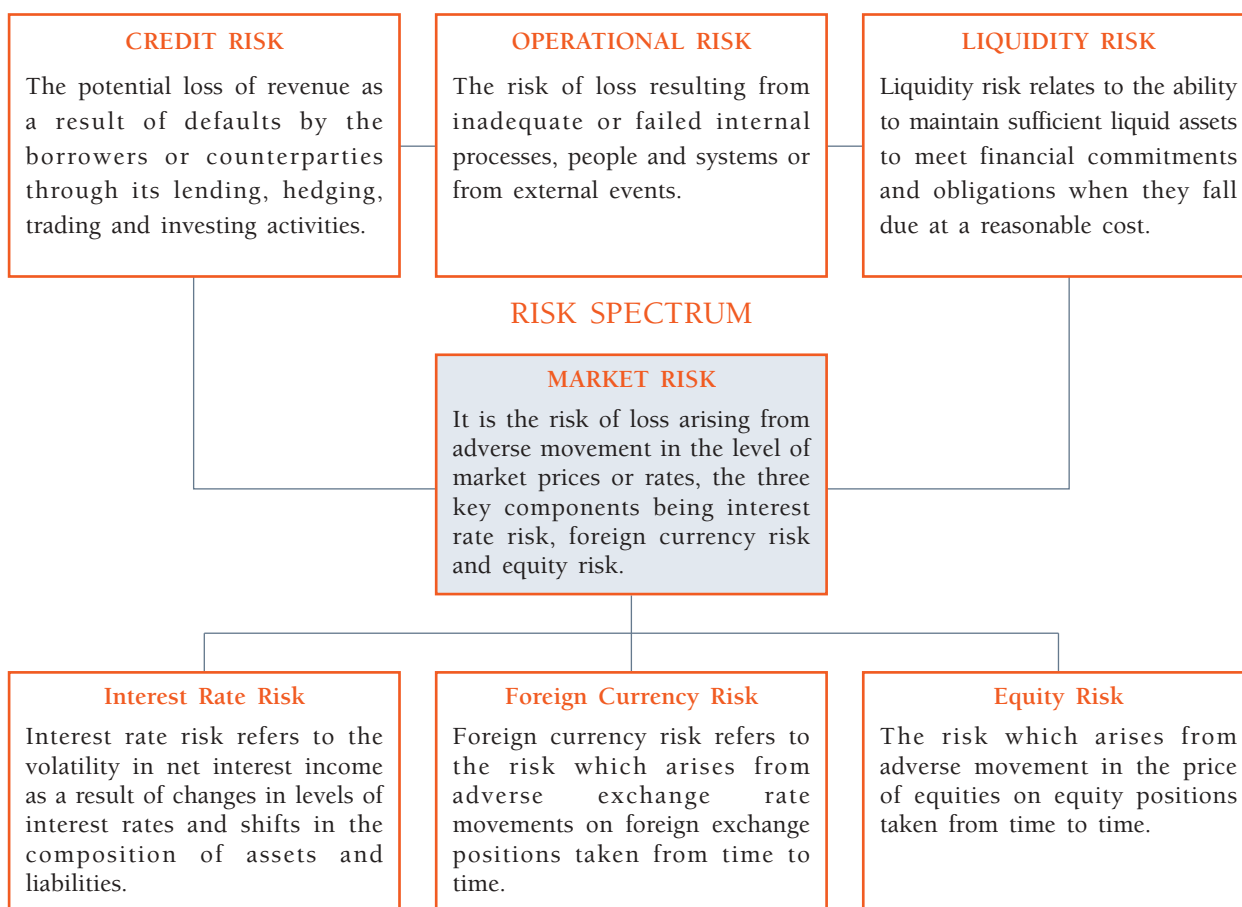 CREDIT RISK
The potential loss of revenue as
a result of defaults by the
borrowers or counterparties
through its lending, hedging,
trading and investing activities.
OPERATIONAL RISK
The risk of loss resulting from
inadequate or failed internal
processes, people and systems or
from external events.
LIQUIDITY RISK
Liquidity risk relates to the ability
to maintain sufficient liquid assets
to meet financial commitments
and obligations when they fall
due at a reasonable cost.
RISK SPECTRUM
MARKET RISK
It is the risk of loss arising from
adverse movement in the level of
market prices or rates, the three
key components being interest
rate risk, foreign currency risk
and equity risk.
Interest Rate Risk
Interest rate risk refers to the
volatility in net interest income
as a result of changes in levels of
interest rates and shifts in the
composition of assets and
liabilities.
Foreign Currency Risk
Foreign currency risk refers to
the risk which arises from
adverse exchange rate
movements on foreign exchange
positions taken from time to
time.
Equity Risk
The risk which arises from
adverse movement in the price
of equities on equity positions
taken from time to time.